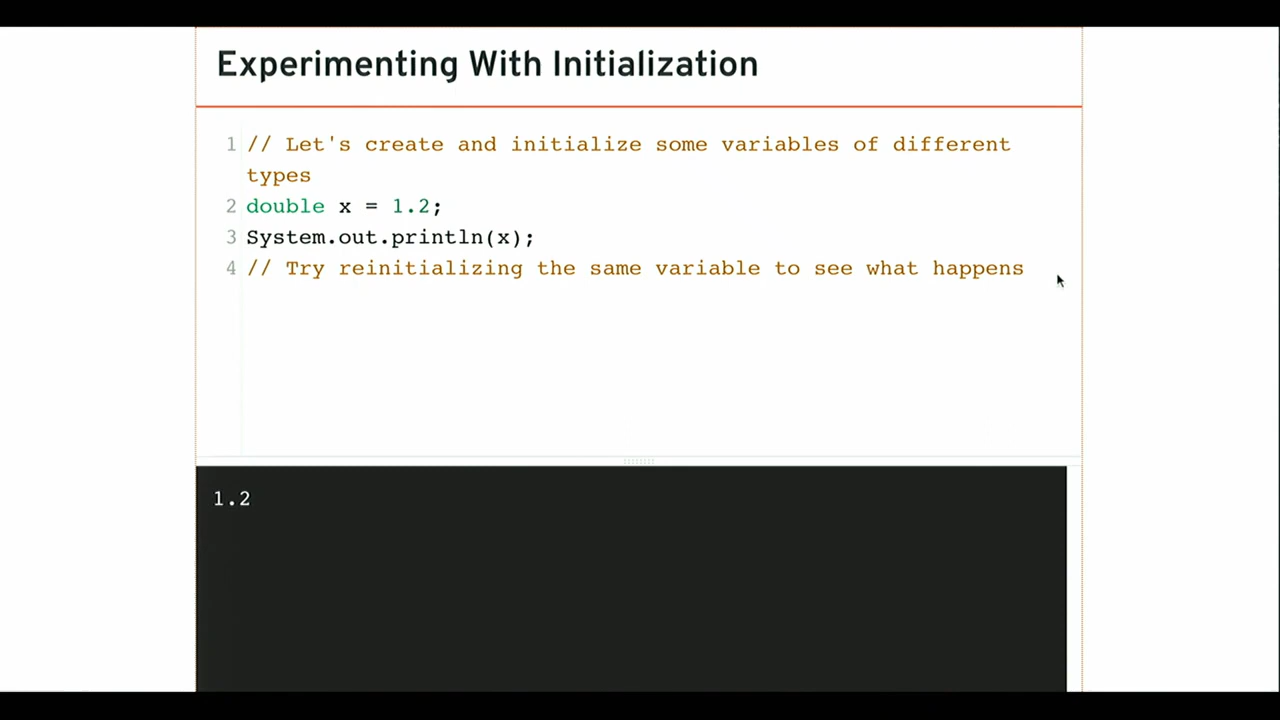 Experimenting With Initialization
1 // Let's create and initialize some variables of different
types
2 double x = 1.2;
3 System.out.println(x);
4 // Try reinitializing the same variable to see what happens
1.2